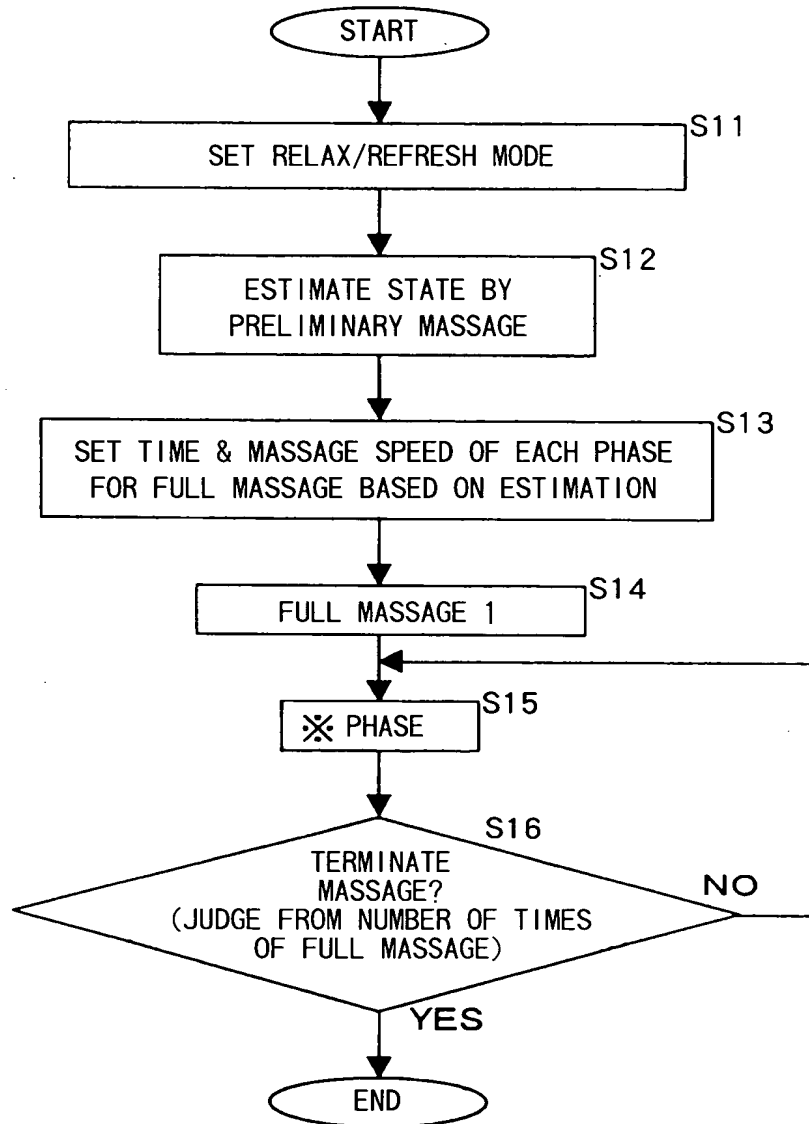 START
S11
SET RELAX/REFRESH MODE
S12
ESTIMATE STATE BY
PRELIMINARY MASSAGE
S13
SET TIME & MASSAGE SPEED OF EACH PHASE
FOR FULL MASSAGE BASED ON ESTIMATION
S14
FULL MASSAGE 1
S15
※ PHASE
S16
TERMINATE
MASSAGE?
(JUDGE FROM NUMBER OF TIMES
OF FULL MASSAGE)
NO
YES
END